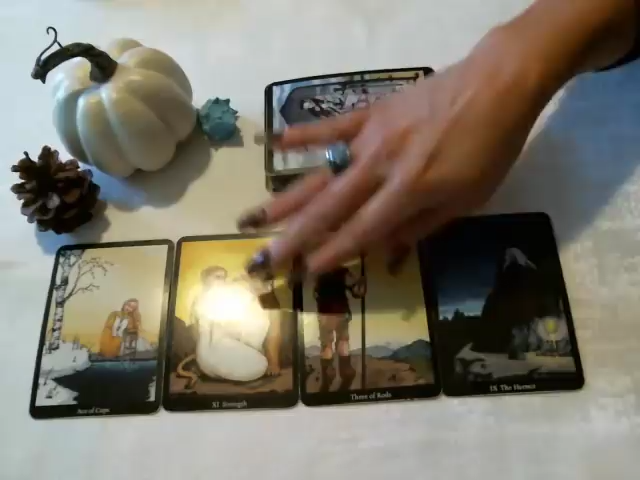 Ace of Cups
XI Strength
Three of Rods
IX The Hermit